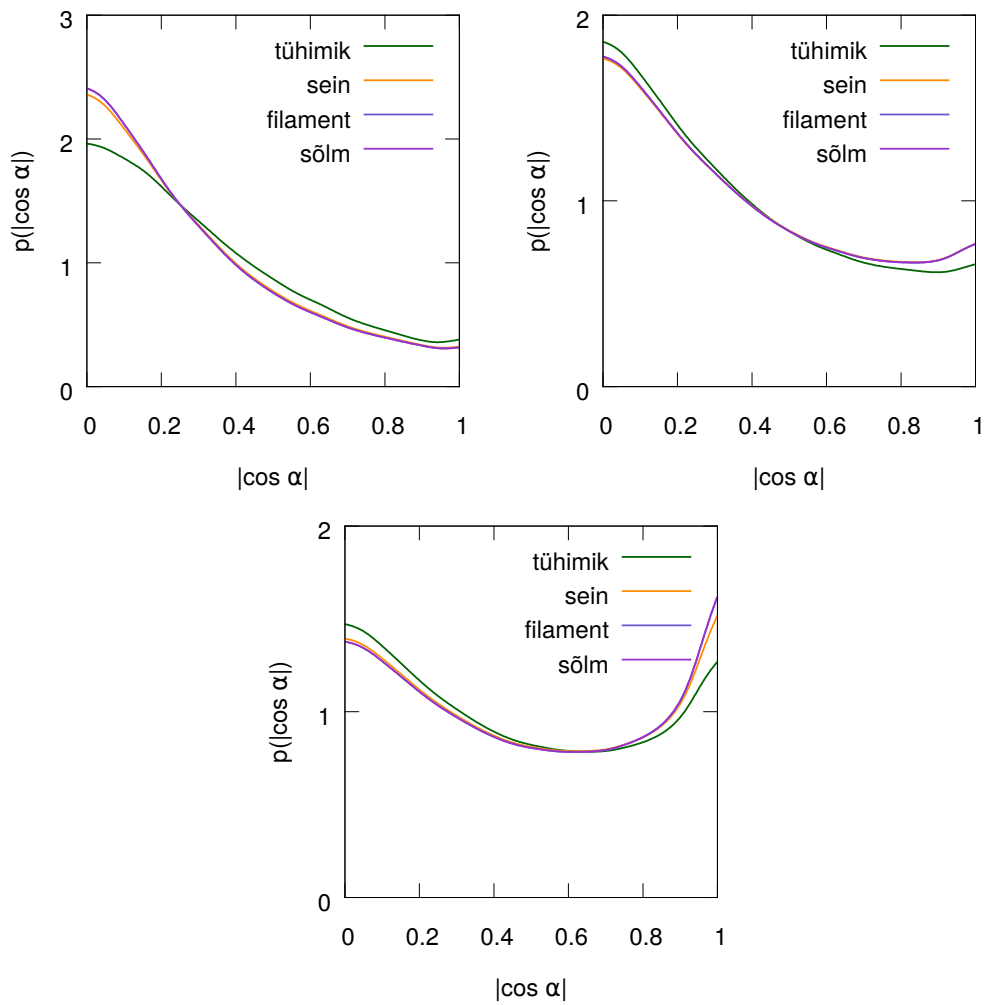 3
2
1
0
p(|cos α|)
tühimik
sein
filament
sõlm
0 0.2 0.4 0.6 0.8 1
|cos α|
2
1
0
p(|cos α|)
tühimik
sein
filament
sõlm
0 0.2 0.4 0.6 0.8 1
|cos α|
2
1
0
p(|cos α|)
tühimik
sein
filament
sõlm
0 0.2 0.4 0.6 0.8 1
|cos α|